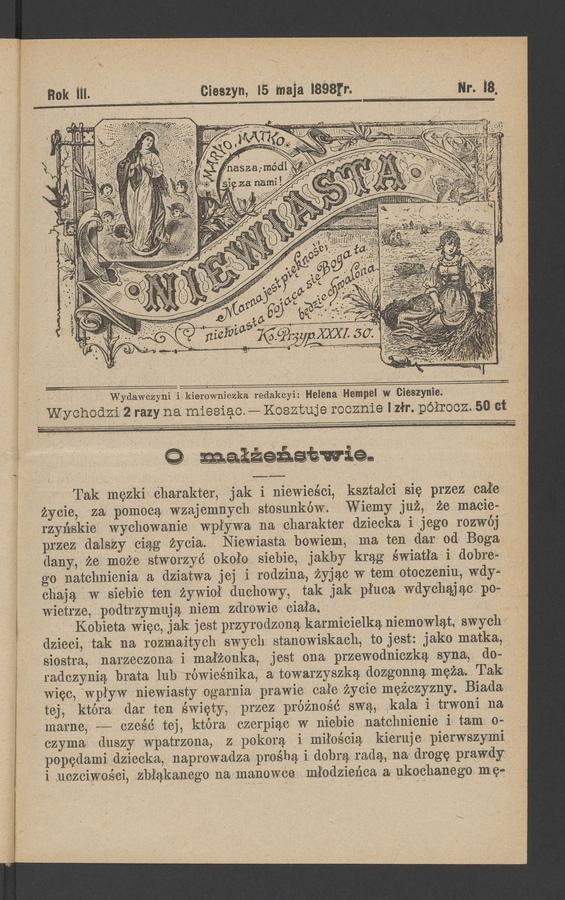 Rok III.
Cieszyn, 15 maja 1898 r.
Nr. 18.
MARYO, MATKO
nasza, módl
się za nami!
NIEWIASTA
Marna jest piękność,
niewiasta bojąca się Boga ta
będzie chwalona.
Ks. Przyp. XXXI. 30.
Wydawczyni i kierowniczka redakcyi: Helena Hempel w Cieszynie.
Wychodzi 2 razy na miesiąc. — Kosztuje rocznie 1 złr. półrocz. 50 ct
O małżeństwie.
Tak męzki charakter, jak i niewieści, kształci się przez całe
życie, za pomocą wzajemnych stosunków. Wiemy już, że macie-
rzyńskie wychowanie wpływa na charakter dziecka i jego rozwój
przez dalszy ciąg życia. Niewiasta bowiem, ma ten dar od Boga
dany, że może stworzyć około siebie, jakby krąg światła i dobre-
go natchnienia a dziatwa jej i rodzina, żyjąc w tem otoczeniu, wdy-
chają w siebie ten żywioł duchowy, tak jak płuca wdychając po-
wietrze, podtrzymują niem zdrowie ciała.
Kobieta więc, jak jest przyrodzoną karmicielką niemowląt, swych
dzieci, tak na rozmaitych swych stanowiskach, to jest: jako matka,
siostra, narzeczona i małżonka, jest ona przewodniczką syna, do-
radczynią brata lub rówieśnika, a towarzyszką dozgonną męża. Tak
więc, wpływ niewiasty ogarnia prawie całe życie mężczyzny. Biada
tej, która dar ten święty, przez próżność swą, kala i trwoni na
marne, — cześć tej, która czerpiąc w niebie natchnienie i tam o-
czyma duszy wpatrzona, z pokorą i miłością kieruje pierwszymi
popędami dziecka, naprowadza prośbą i dobrą radą, na drogę prawdy
i uczciwości, zbłąkanego na manowce młodzieńca a ukochanego mę-